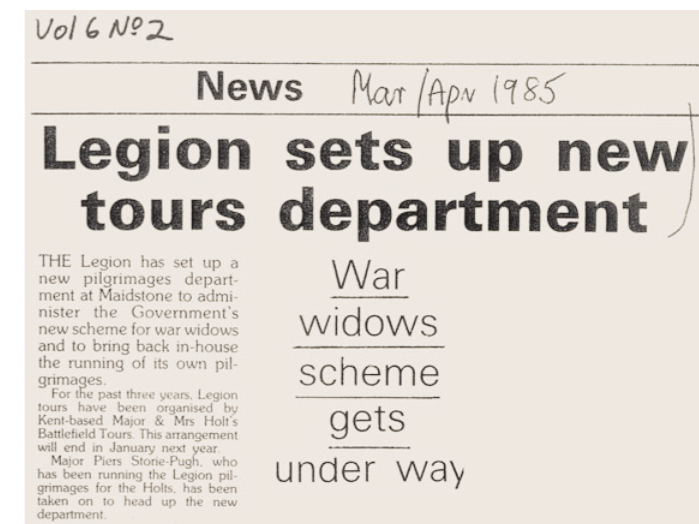 Vol 6 Nº 2
News Mar/Apr 1985
Legion sets up new
tours department
THE Legion has set up a
new pilgrimages depart-
ment at Maidstone to admi-
nister the Government's
new scheme for war widows
and to bring back in-house
the running of its own pil-
grimages.
For the past three years, Legion
tours have been organised by
Kent-based Major & Mrs Holt's
Battlefield Tours. This arrangement
will end in January next year.
Major Piers Storie-Pugh, who
has been running the Legion pil-
grimages for the Holts, has been
taken on to head up the new
department.
War
widows
scheme
gets
under way